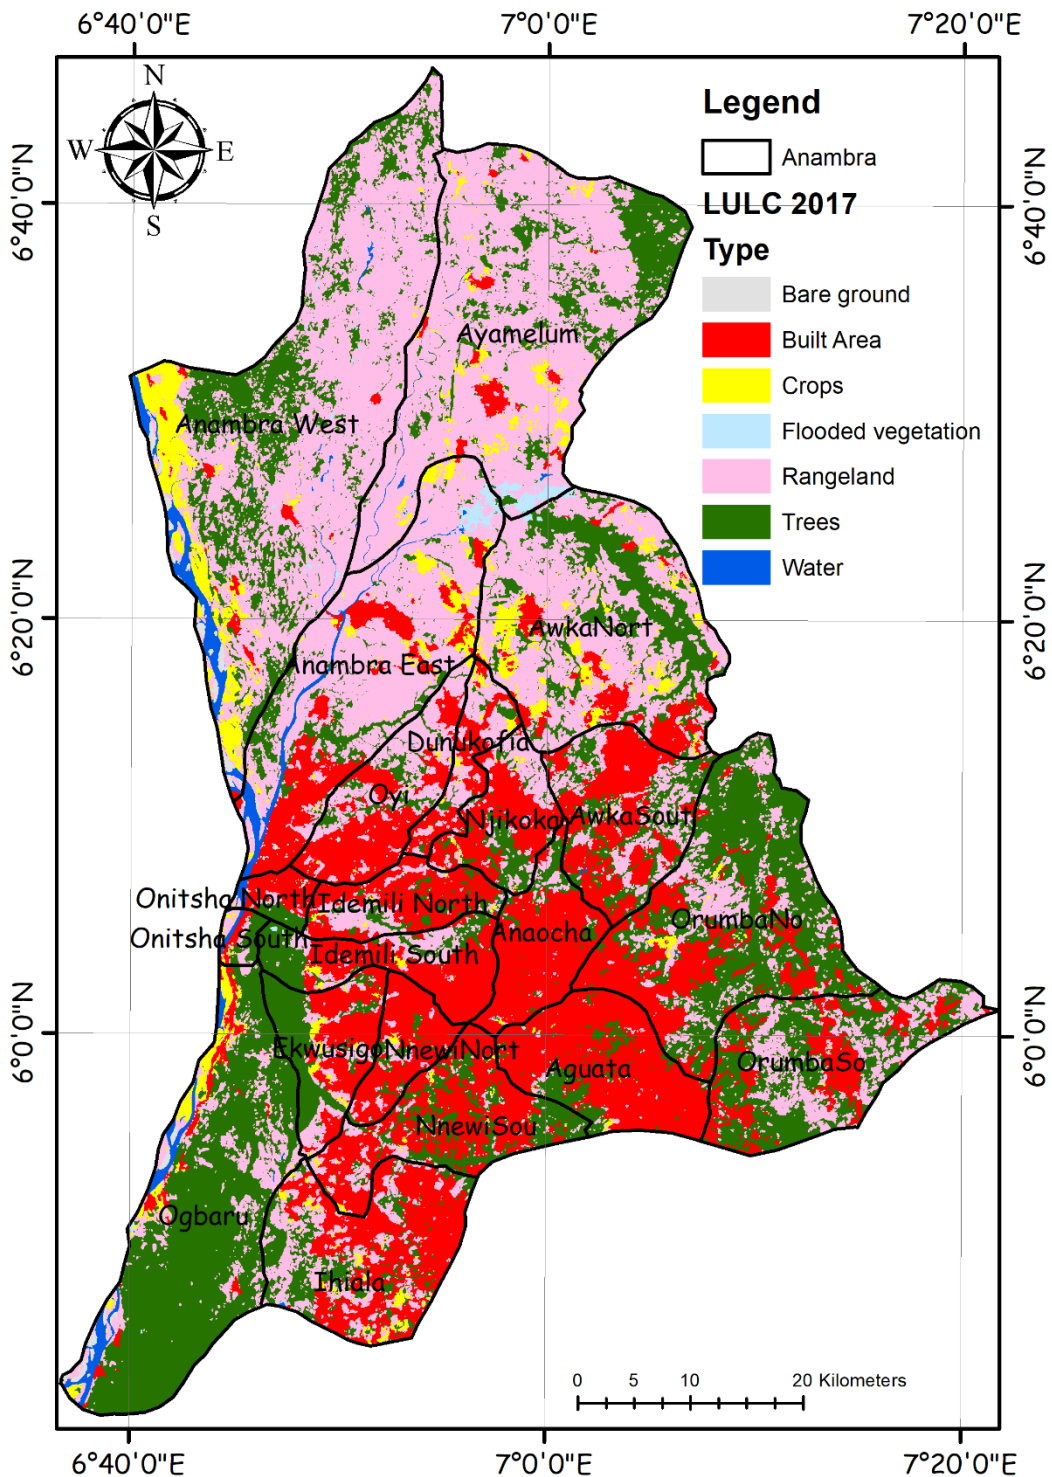 6°40'0"E
7°0'0"E
7°20'0"E
N
W
E
S
Legend
Anambra
LULC 2017
Type
Bare ground
Built Area
Crops
Flooded vegetation
Rangeland
Trees
Water
6°40'0"N
6°40'0"N
6°20'0"N
6°20'0"N
6°0'0"N
6°0'0"N
Ayamelum
Anambra West
AwkaNort
Anambra East
Dunukofia
Oyi
Njikoka
AwkaSout
Onitsha North
Idemili North
OrumbaNo
Onitsha South
Anaocha
Idemili South
Ekwusigo
NnewiNort
Aguata
OrumbaSo
NnewiSou
Ogbaru
Ihiala
0 5 10 20 Kilometers
6°40'0"E
7°0'0"E
7°20'0"E